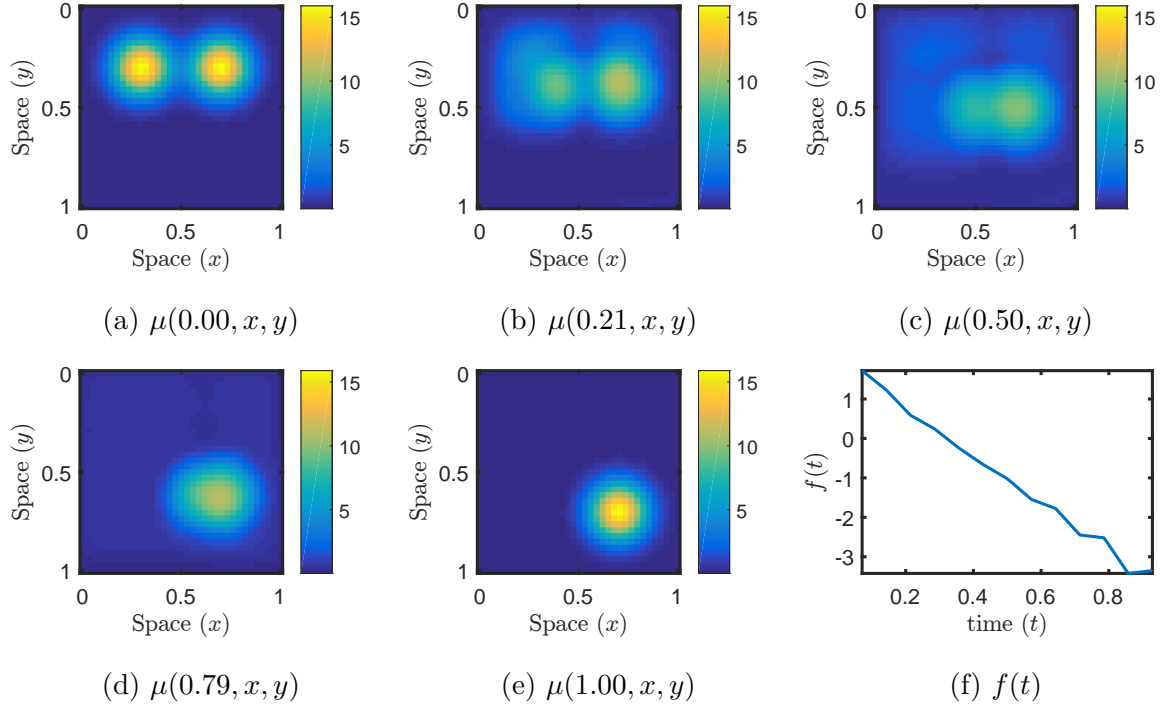 0
0.5
1
Space (y)
0 0.5 1
Space (x)
15
10
5
(a) μ(0.00, x, y)
0
0.5
1
Space (y)
0 0.5 1
Space (x)
15
10
5
(b) μ(0.21, x, y)
0
0.5
1
Space (y)
0 0.5 1
Space (x)
15
10
5
(c) μ(0.50, x, y)
0
0.5
1
Space (y)
0 0.5 1
Space (x)
15
10
5
(d) μ(0.79, x, y)
0
0.5
1
Space (y)
0 0.5 1
Space (x)
15
10
5
(e) μ(1.00, x, y)
1
0
-1
-2
-3
f(t)
0.2 0.4 0.6 0.8
time (t)
(f) f(t)